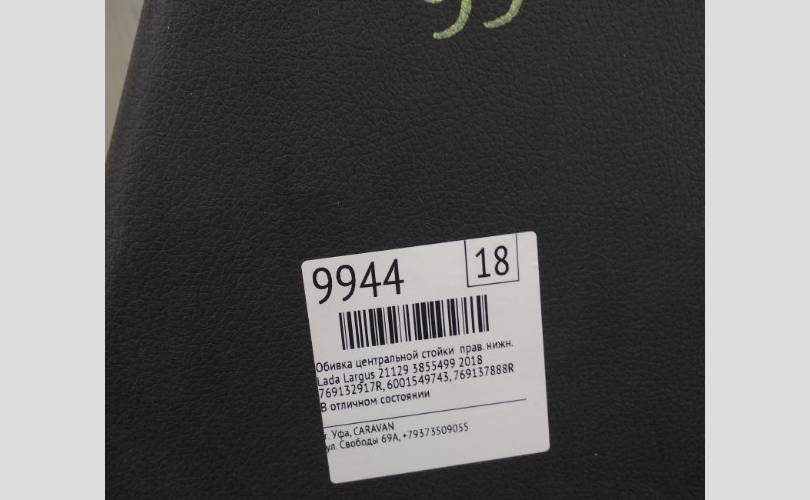 9944
18
Обивка центральной стойки прав. нижн.
Lada Largus 21129 3855499 2018
769132917R, 6001549743, 769137888R
В отличном состоянии
г. Уфа, CARAVAN
ул. Свободы 69А, +79373509055